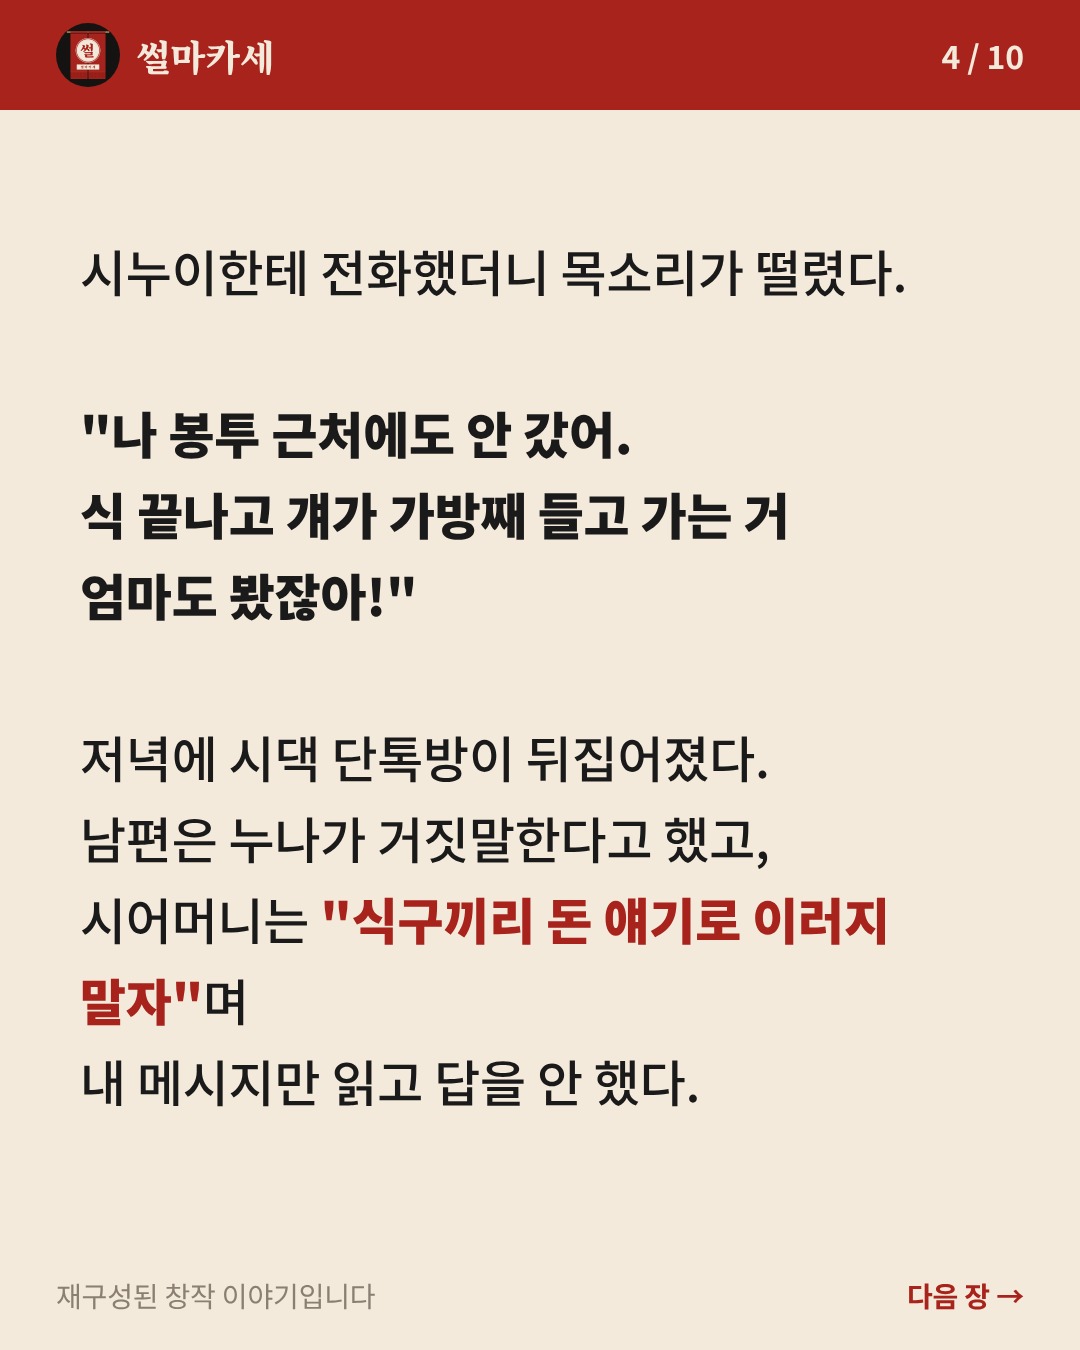 썰
썰마카세
4 / 10
시누이한테 전화했더니 목소리가 떨렸다.
"나 봉투 근처에도 안 갔어.
식 끝나고 걔가 가방째 들고 가는 거
엄마도 봤잖아!"
저녁에 시댁 단톡방이 뒤집어졌다.
남편은 누나가 거짓말한다고 했고,
시어머니는 "식구끼리 돈 얘기로 이러지
말자"며
내 메시지만 읽고 답을 안 했다.
재구성된 창작 이야기입니다
다음 장 →